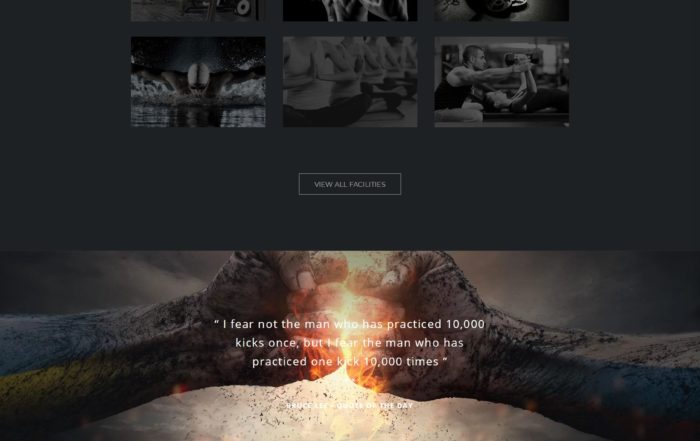 VIEW ALL FACILITIES
“ I fear not the man who has practiced 10,000
kicks once, but I fear the man who has
practiced one kick 10,000 times ”
BRUCE LEE - QUOTE OF THE DAY